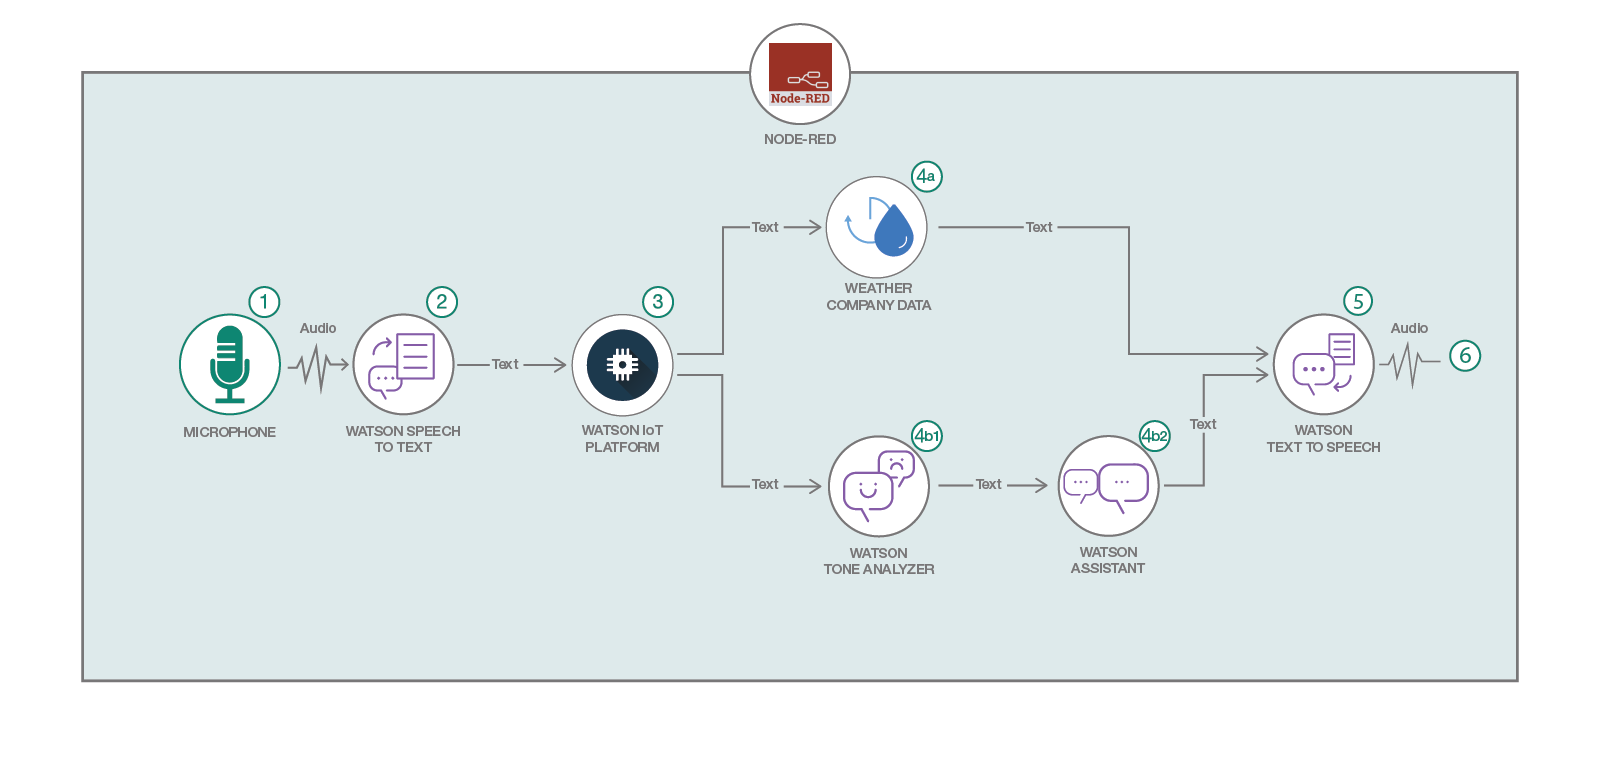 Node-RED
NODE-RED
4a
Text
Text
WEATHER
COMPANY DATA
1
2
3
5
Audio
Audio
6
Text
MICROPHONE
WATSON SPEECH
TO TEXT
WATSON IoT
PLATFORM
WATSON
TEXT TO SPEECH
4b1
4b2
Text
Text
Text
WATSON
TONE ANALYZER
WATSON
ASSISTANT